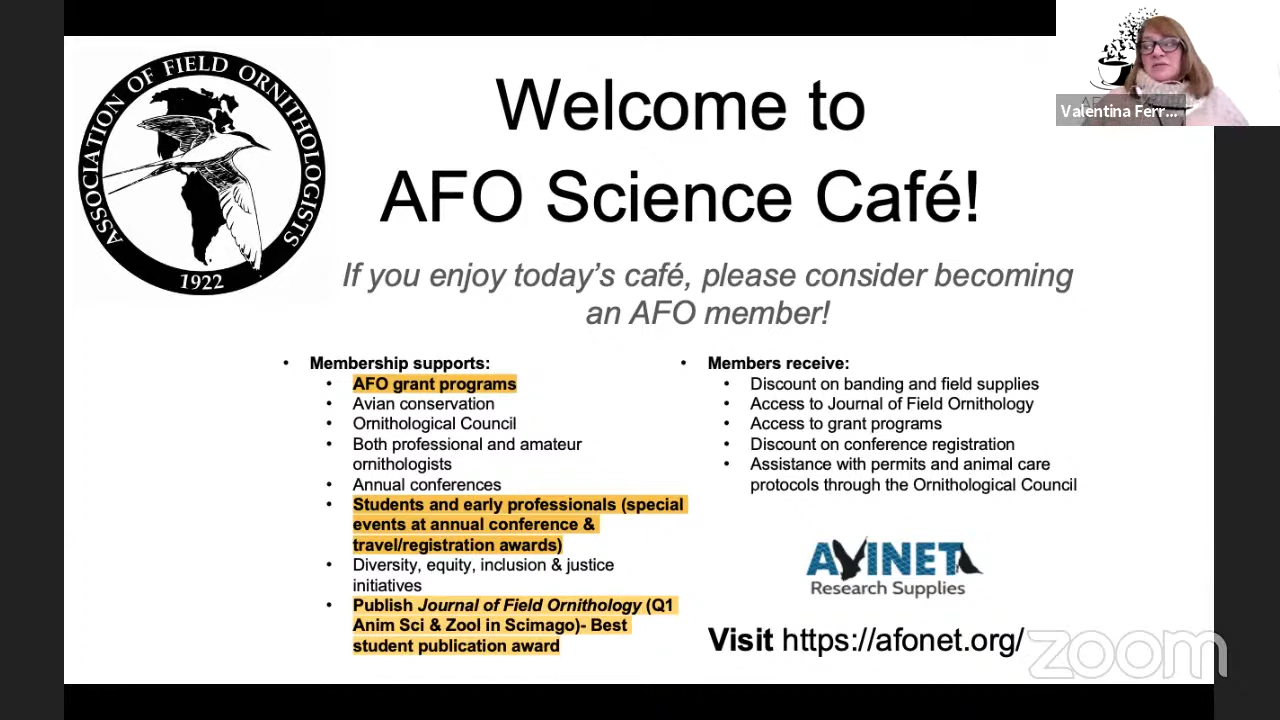 ASSOCIATION OF FIELD ORNITHOLOGISTS
1922
Welcome to
AFO Science Café!
If you enjoy today’s café, please consider becoming
an AFO member!
• Membership supports:
• AFO grant programs
• Avian conservation
• Ornithological Council
• Both professional and amateur
ornithologists
• Annual conferences
• Students and early professionals (special
events at annual conference &
travel/registration awards)
• Diversity, equity, inclusion & justice
initiatives
• Publish Journal of Field Ornithology (Q1
Anim Sci & Zool in Scimago)- Best
student publication award
• Members receive:
• Discount on banding and field supplies
• Access to Journal of Field Ornithology
• Access to grant programs
• Discount on conference registration
• Assistance with permits and animal care
protocols through the Ornithological Council
AVINET
Research Supplies
Visit https://afonet.org/
zoom
Valentina Ferr...